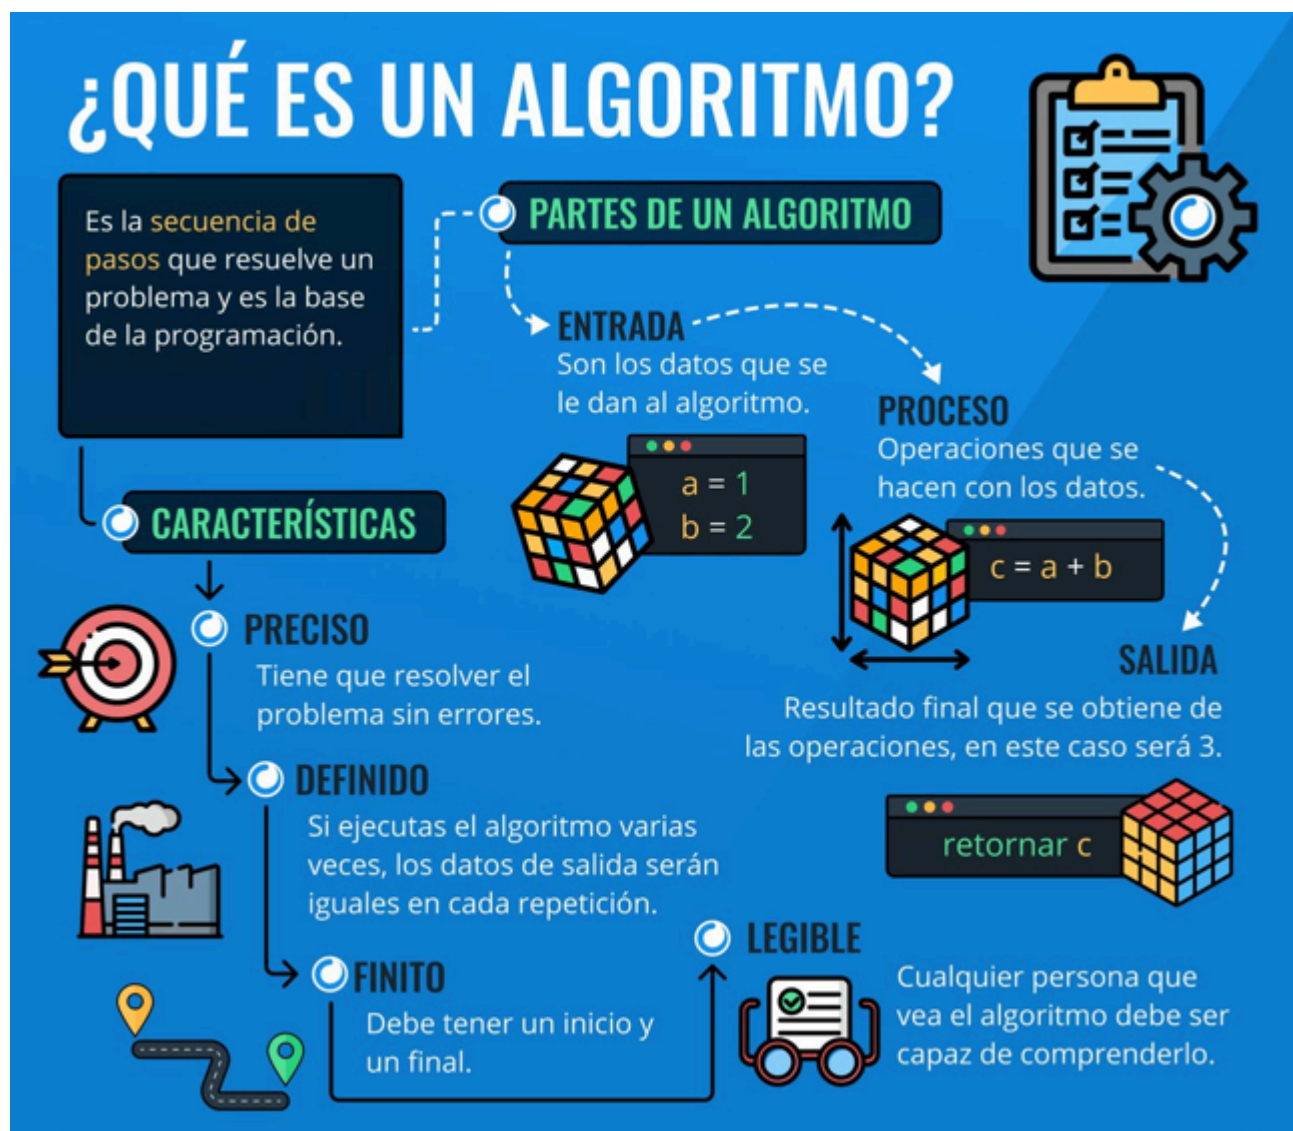 ¿QUÉ ES UN ALGORITMO?
Es la secuencia de
pasos que resuelve un
problema y es la base
de la programación.
PARTES DE UN ALGORITMO
ENTRADA
Son los datos que se
le dan al algoritmo.
a = 1
b = 2
PROCESO
Operaciones que se
hacen con los datos.
c = a + b
SALIDA
Resultado final que se obtiene de
las operaciones, en este caso será 3.
retornar c
CARACTERÍSTICAS
PRECISO
Tiene que resolver el
problema sin errores.
DEFINIDO
Si ejecutas el algoritmo varias
veces, los datos de salida serán
iguales en cada repetición.
FINITO
Debe tener un inicio y
un final.
LEGIBLE
Cualquier persona que
vea el algoritmo debe ser
capaz de comprenderlo.